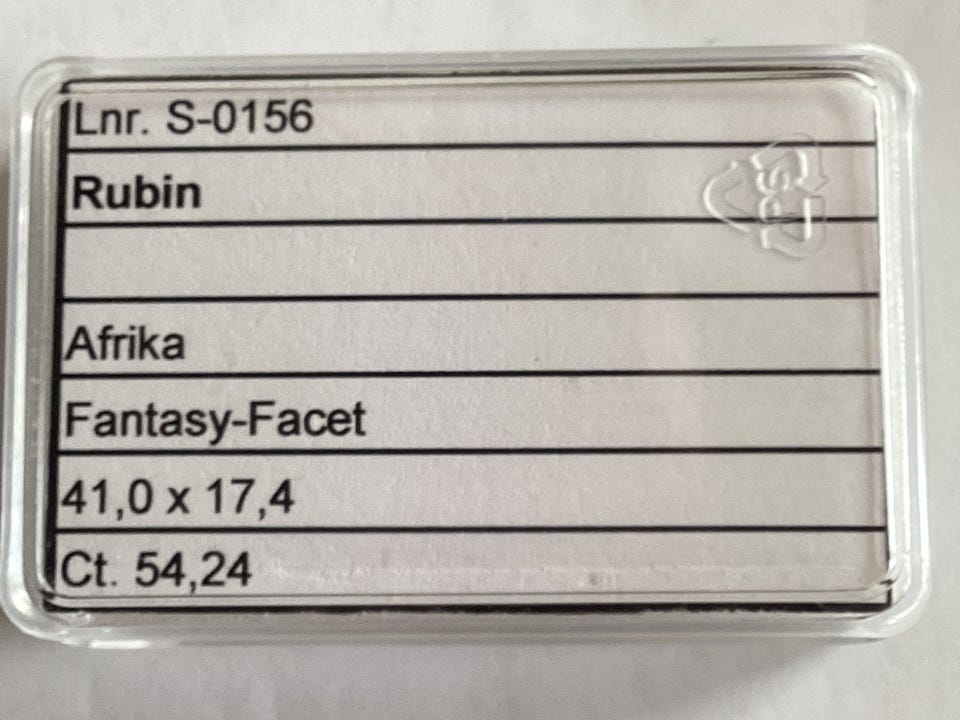 Lnr. S-0156
Rubin
Afrika
Fantasy-Facet
41,0 x 17,4
Ct. 54,24